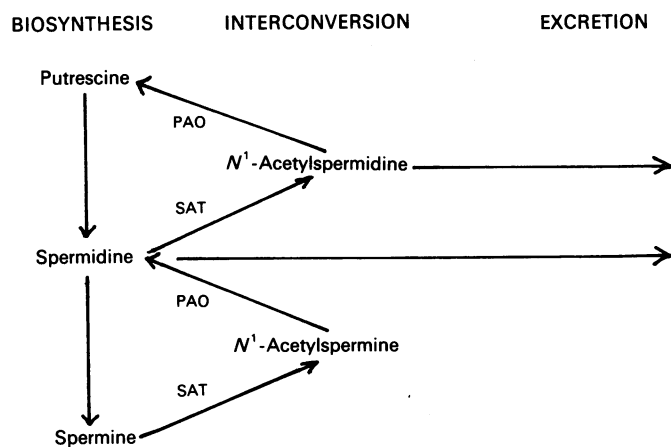 BIOSYNTHESIS INTERCONVERSION EXCRETION
Putrescine
PAO
N¹-Acetylspermidine
SAT
Spermidine
PAO
N¹-Acetylspermine
SAT
Spermine